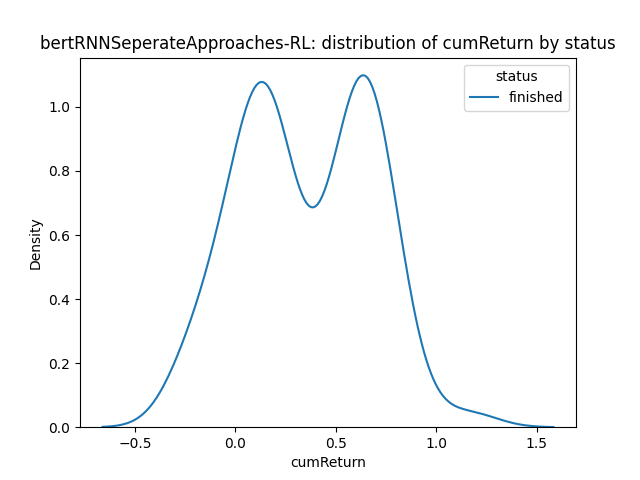 bertRNNSeperateApproaches-RL: distribution of cumReturn by status
status
finished
1.0
0.8
0.6
0.4
0.2
0.0
Density
−0.5 0.0 0.5 1.0 1.5
cumReturn